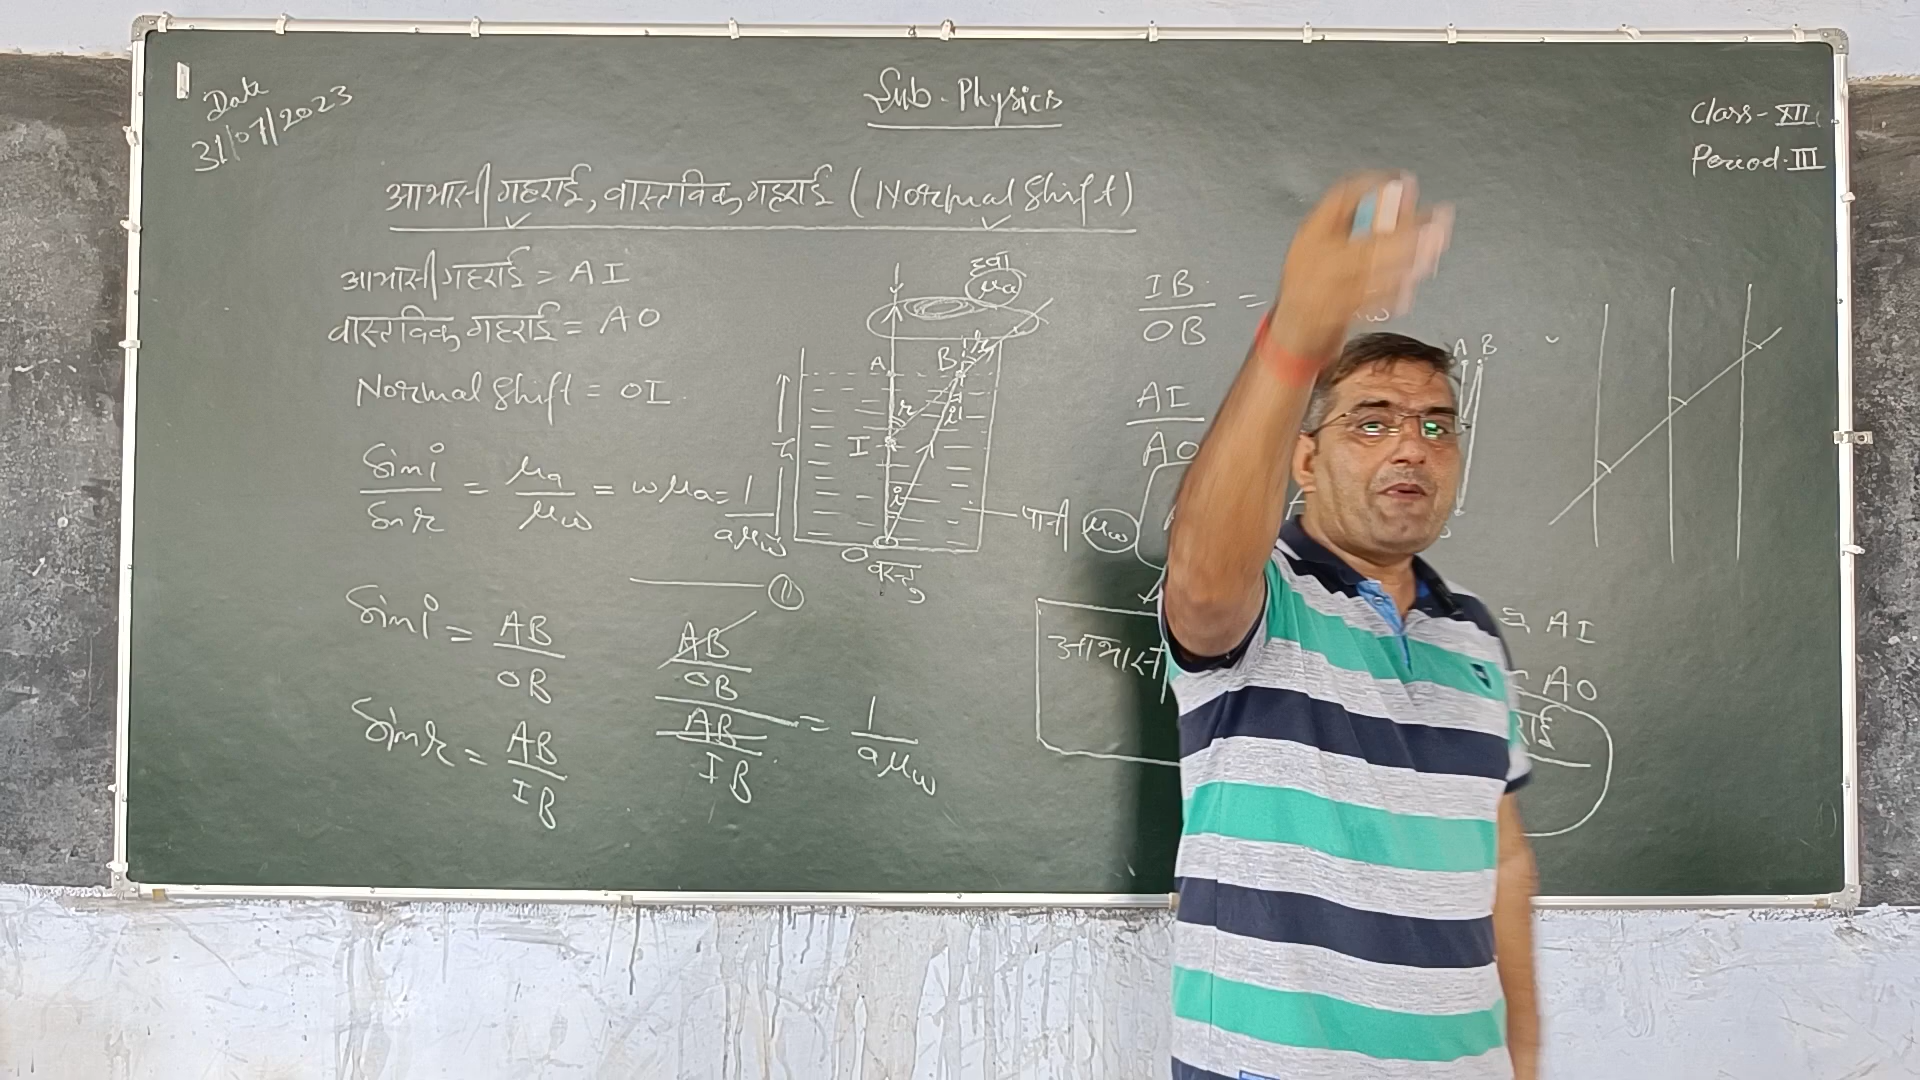 Date
31/07/2023
Sub- Physics
Class- XII
Period- III
आभासी गहराई, वास्तविक गहराई (Normal Shift)
आभासी गहराई = AI
वास्तविक गहराई = AO
Normal Shift = OI
Sin i / Sin r = μa / μw = wμa = 1 / aμw
1
Sin i = AB / OB
Sin r = AB / IB
AB / OB
AB / IB
= 1 / aμw
हवा
μa
A
B
r
r
i
I
i
O
वस्तु
पानी μw
IB / OB =
AI / AO
A B
आभासी
AI
AO